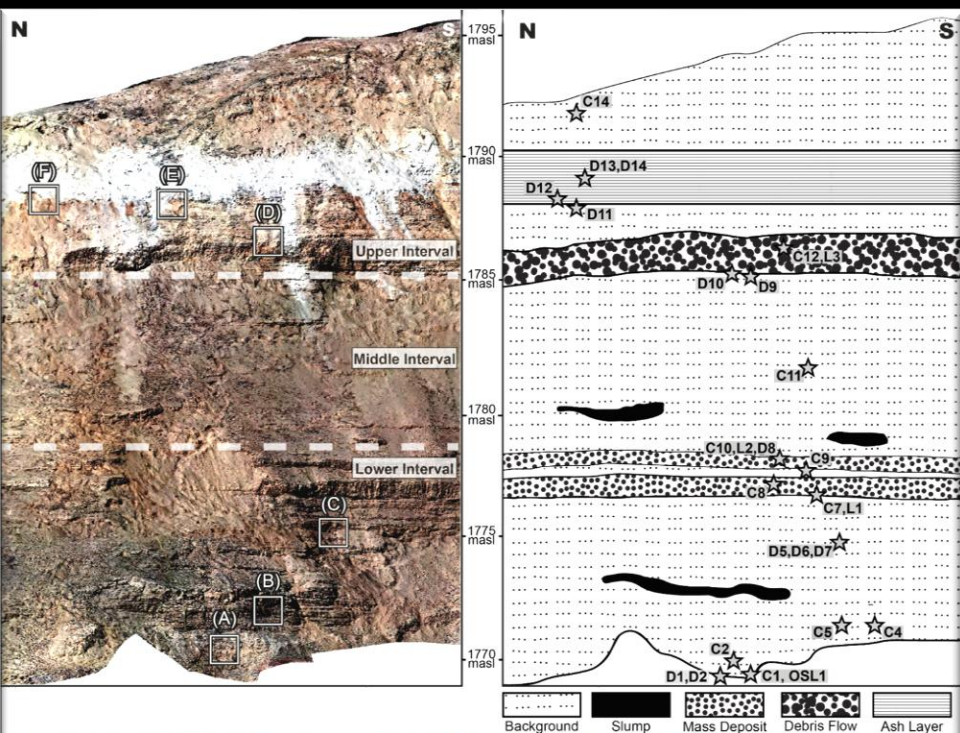 N
S
(F)
(E)
(D)
Upper Interval
Middle Interval
Lower Interval
(C)
(B)
(A)
1795
masl
1790
masl
1785
masl
1780
masl
1775
masl
1770
masl
N
S
C14
D13,D14
D12
D11
C12,L3
D10
D9
C11
C10,L2,D8
C9
C8
C7,L1
D5,D6,D7
C5
C4
C2
D1,D2
C1, OSL1
Background
Slump
Mass Deposit
Debris Flow
Ash Layer